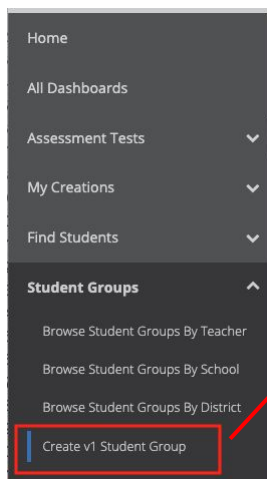 Home
All Dashboards
Assessment Tests
My Creations
Find Students
Student Groups
Browse Student Groups By Teacher
Browse Student Groups By School
Browse Student Groups By District
Create v1 Student Group